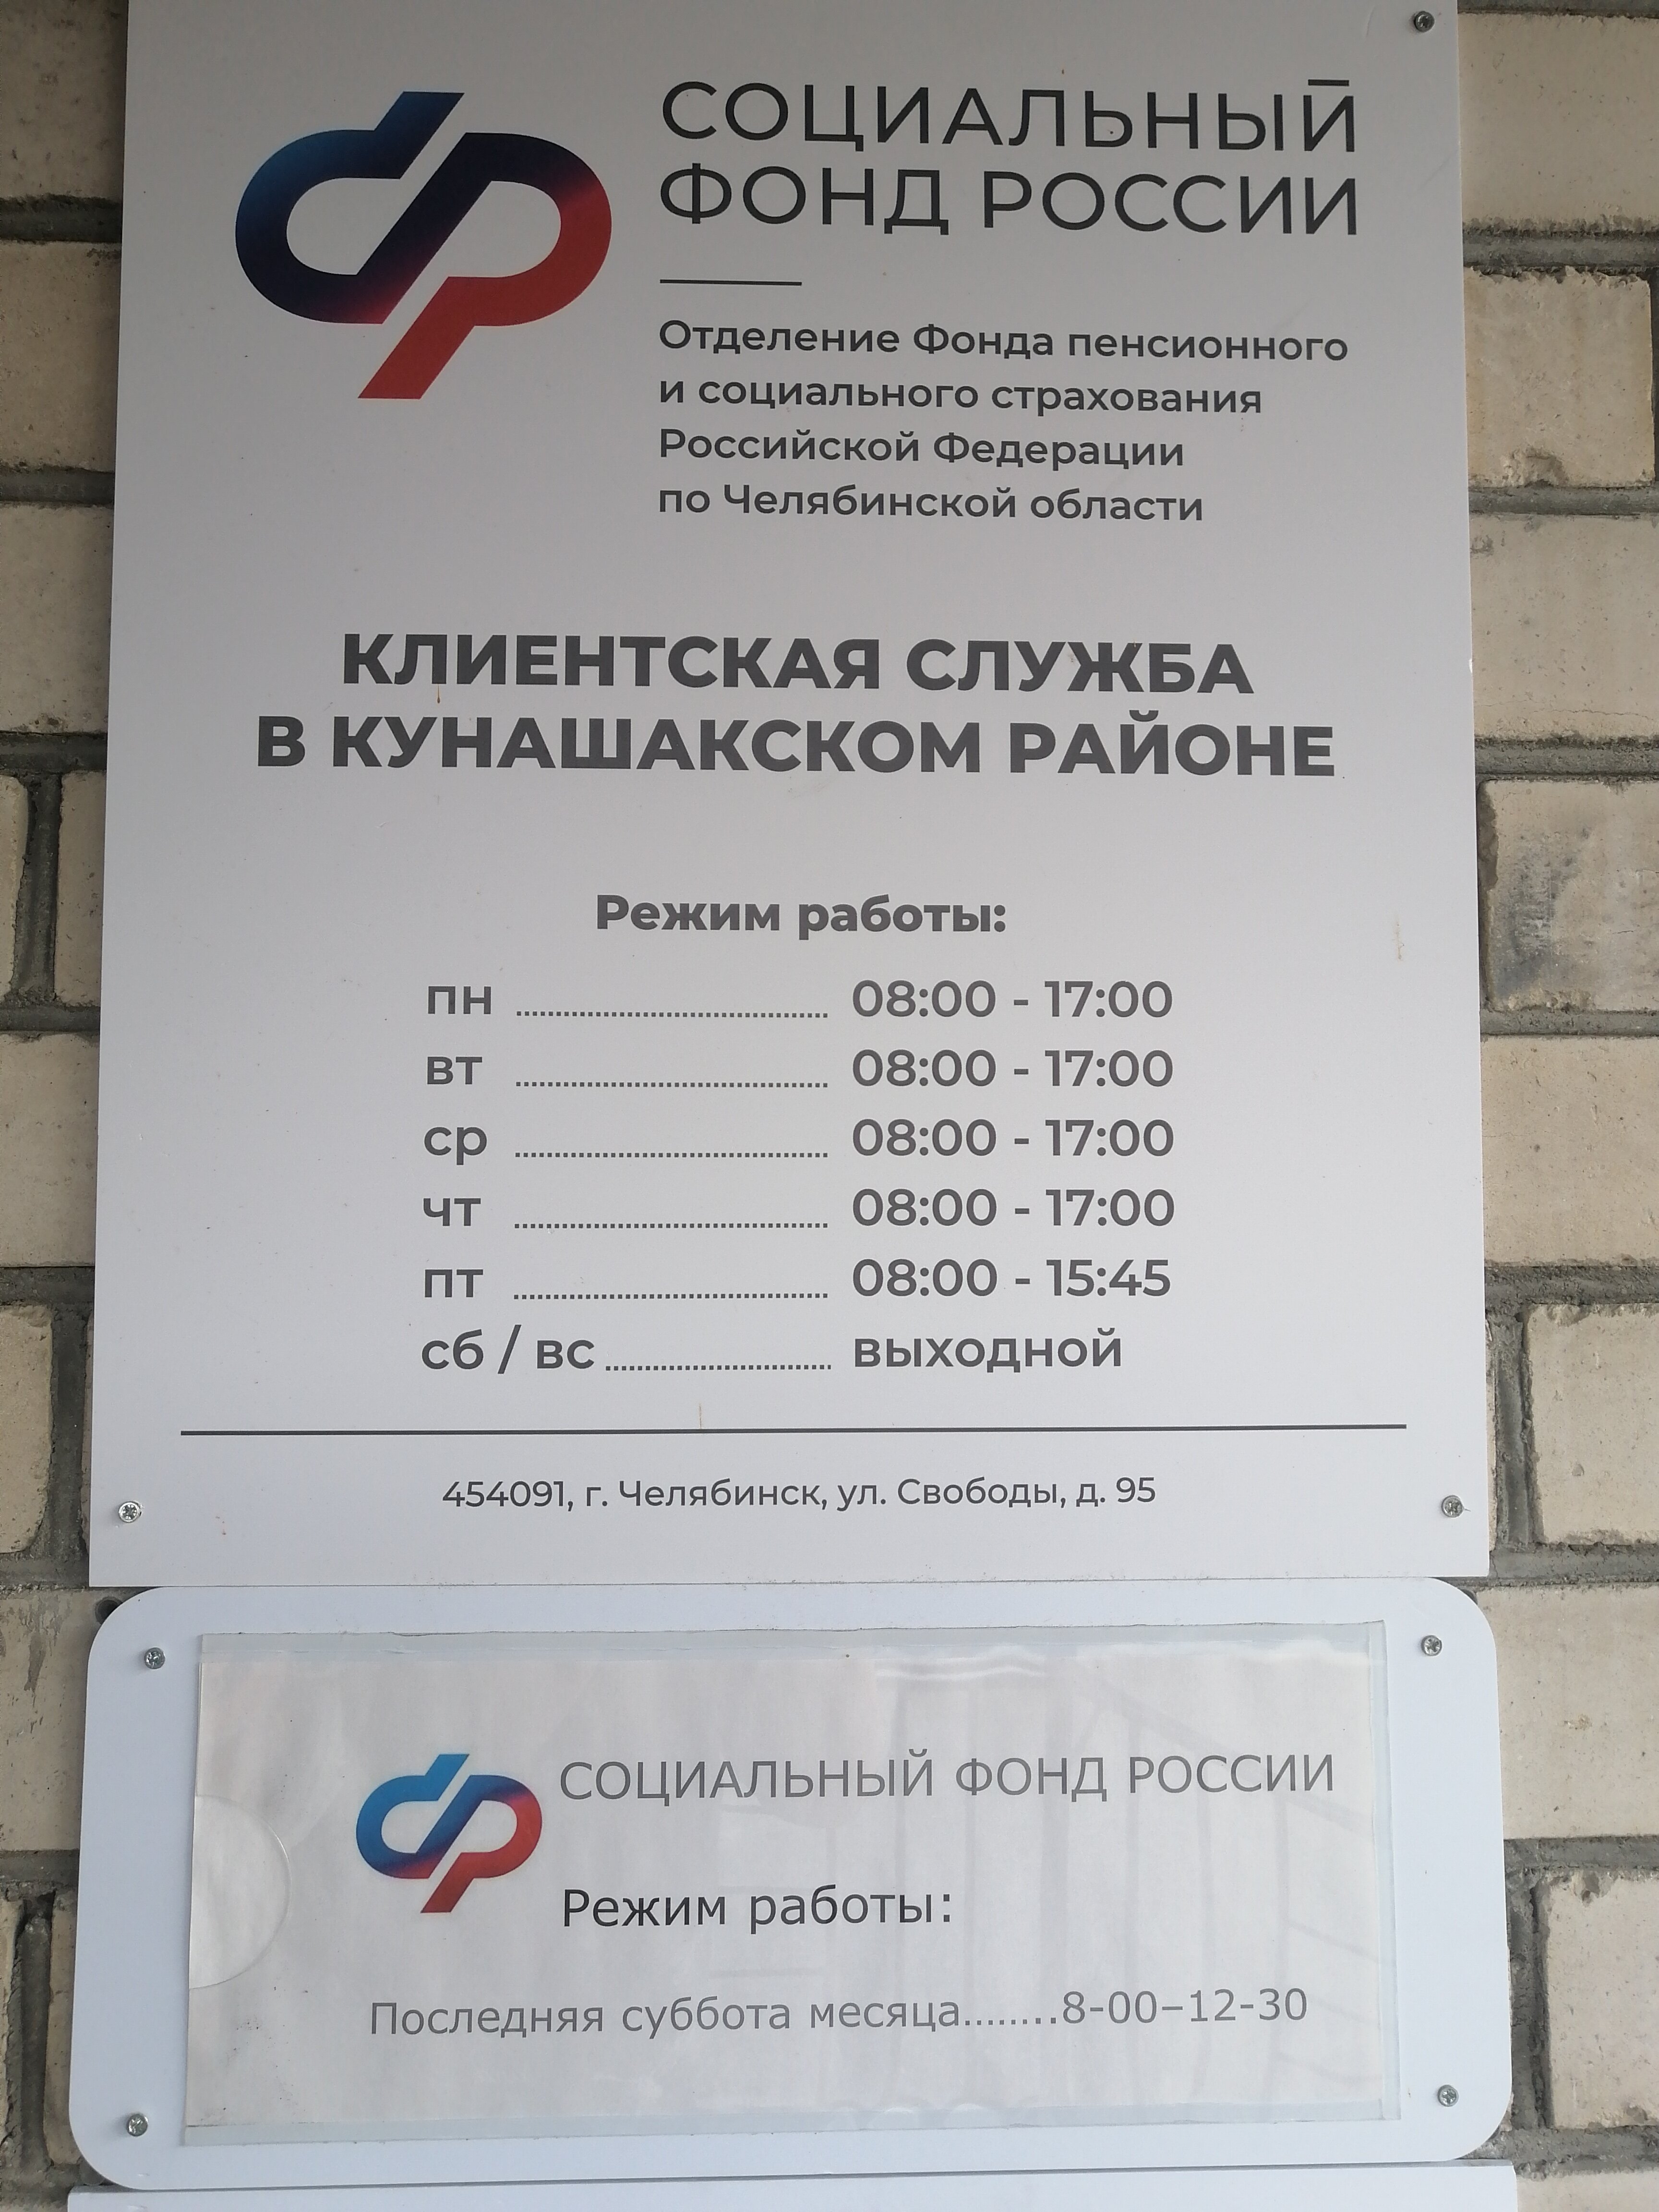 СОЦИАЛЬНЫЙ
ФОНД РОССИИ
Отделение Фонда пенсионного
и социального страхования
Российской Федерации
по Челябинской области
КЛИЕНТСКАЯ СЛУЖБА
В КУНАШАКСКОМ РАЙОНЕ
Режим работы:
пн ........................ 08:00 - 17:00
вт ........................ 08:00 - 17:00
ср ........................ 08:00 - 17:00
чт ........................ 08:00 - 17:00
пт ........................ 08:00 - 15:45
сб / вс ................. выходной
454091, г. Челябинск, ул. Свободы, д. 95
СОЦИАЛЬНЫЙ ФОНД РОССИИ
Режим работы:
Последняя суббота месяца........8-00–12-30